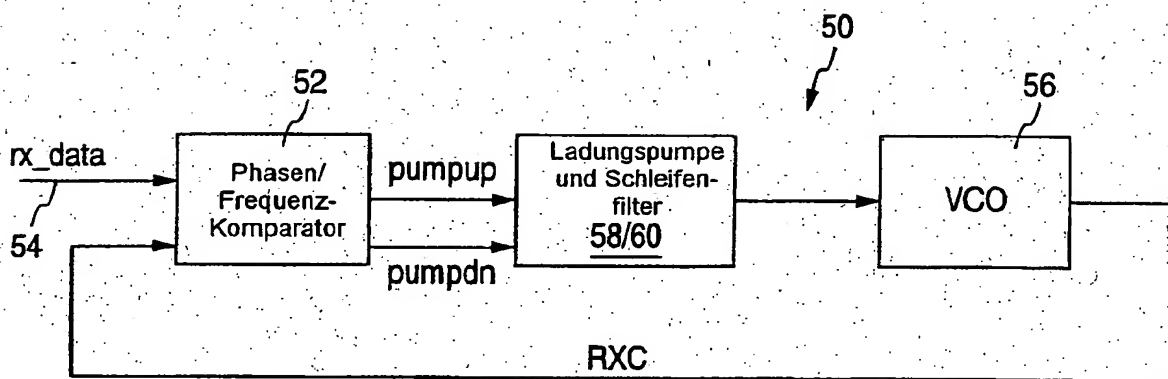 50
52
56
rx_data
54
Phasen/
Frequenz-
Komparator
pumpup
pumpdn
Ladungspumpe
und Schleifen-
filter
58/60
VCO
RXC